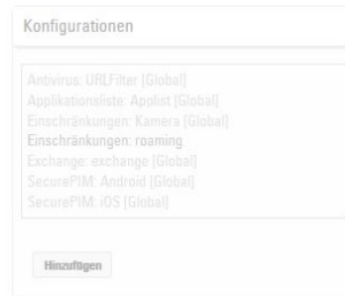 Konfigurationen
Antivirus: URLFilter [Global]
Applikationsliste: Applist [Global]
Einschränkungen: Kamera [Global]
Einschränkungen: roaming
Exchange: exchange [Global]
SecurePIM: Android [Global]
SecurePIM: iOS [Global]
Hinzufügen